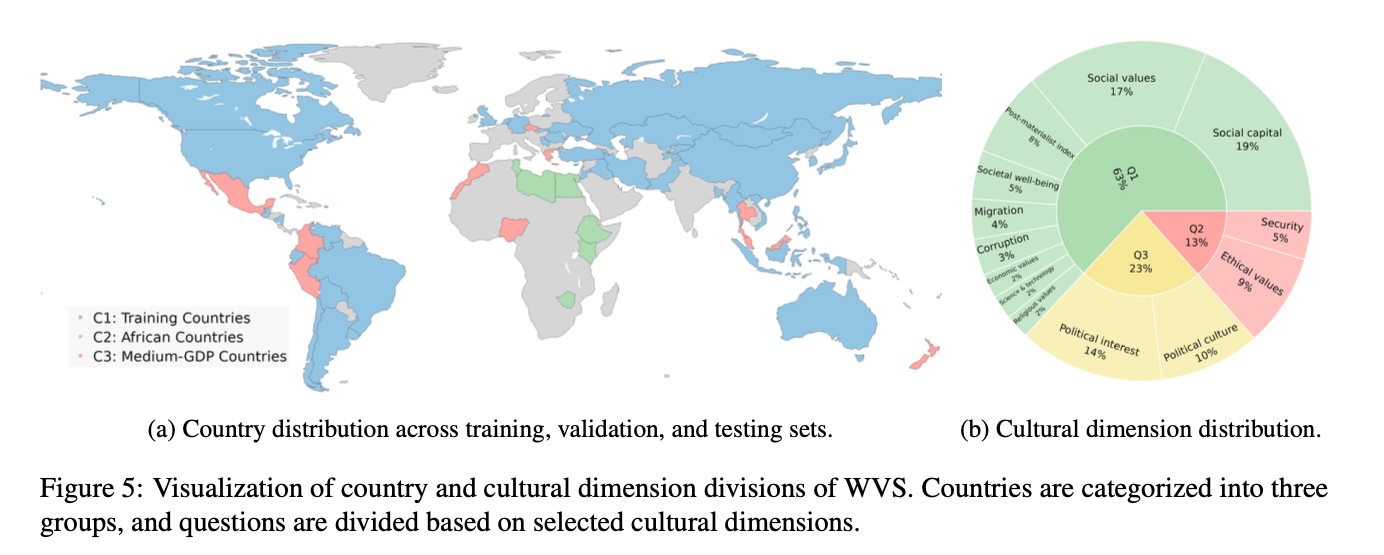 C1: Training Countries
C2: African Countries
C3: Medium-GDP Countries
(a) Country distribution across training, validation, and testing sets.
Social values
17%
Social capital
19%
Post-materialist index
8%
Societal well-being
5%
Migration
4%
Corruption
3%
Economic values
2%
Science & technology
2%
Religious values
2%
Q1
63%
Q2
13%
Q3
23%
Security
5%
Ethical values
9%
Political interest
14%
Political culture
10%
(b) Cultural dimension distribution.
Figure 5: Visualization of country and cultural dimension divisions of WVS. Countries are categorized into three
groups, and questions are divided based on selected cultural dimensions.